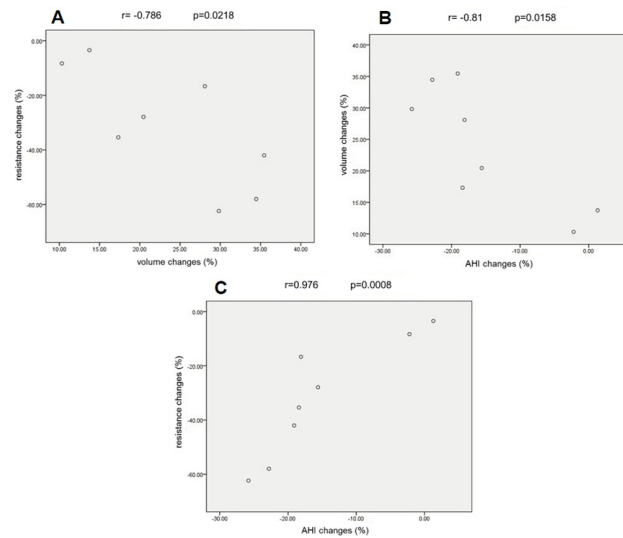 A
r= -0.786 p=0.0218
0.00
-20.00
-40.00
-60.00
resistance changes (%)
10.00 15.00 20.00 25.00 30.00 35.00 40.00
volume changes (%)
B
r= -0.81 p=0.0158
40.00
35.00
30.00
25.00
20.00
15.00
10.00
volume changes (%)
-30.00 -20.00 -10.00 0.00
AHI changes (%)
C
r=0.976 p=0.0008
0.00
-20.00
-40.00
-60.00
resistance changes (%)
-30.00 -20.00 -10.00 0.00
AHI changes (%)